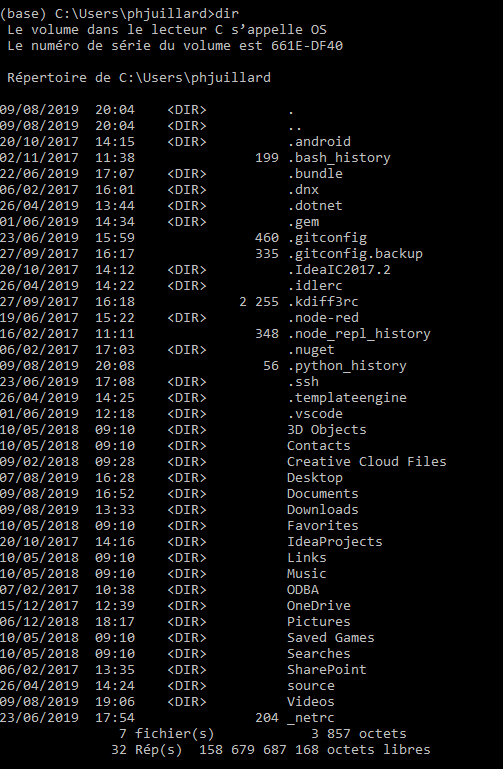 (base) C:\Users\phjuillard>dir
Le volume dans le lecteur C s’appelle OS
Le numéro de série du volume est 661E-DF40
Répertoire de C:\Users\phjuillard
09/08/2019 20:04 <DIR> .
09/08/2019 20:04 <DIR> ..
20/10/2017 14:15 <DIR> .android
02/11/2017 11:38 199 .bash_history
22/06/2019 17:07 <DIR> .bundle
06/02/2017 16:01 <DIR> .dnx
26/04/2019 13:44 <DIR> .dotnet
01/06/2019 14:34 <DIR> .gem
23/06/2019 15:59 460 .gitconfig
27/09/2017 16:17 335 .gitconfig.backup
20/10/2017 14:12 <DIR> .IdeaIC2017.2
26/04/2019 14:22 <DIR> .idlerc
27/09/2017 16:18 2 255 .kdiff3rc
19/06/2017 15:22 <DIR> .node-red
16/02/2017 11:11 348 .node_repl_history
06/02/2017 17:03 <DIR> .nuget
09/08/2019 20:08 56 .python_history
23/06/2019 17:08 <DIR> .ssh
26/04/2019 14:25 <DIR> .templateengine
01/06/2019 12:18 <DIR> .vscode
10/05/2018 09:10 <DIR> 3D Objects
10/05/2018 09:10 <DIR> Contacts
09/02/2018 09:28 <DIR> Creative Cloud Files
07/08/2019 16:28 <DIR> Desktop
09/08/2019 16:52 <DIR> Documents
09/08/2019 13:33 <DIR> Downloads
10/05/2018 09:10 <DIR> Favorites
20/10/2017 14:16 <DIR> IdeaProjects
10/05/2018 09:10 <DIR> Links
10/05/2018 09:10 <DIR> Music
07/02/2017 10:38 <DIR> ODBA
15/12/2017 12:39 <DIR> OneDrive
06/12/2018 18:17 <DIR> Pictures
10/05/2018 09:10 <DIR> Saved Games
10/05/2018 09:10 <DIR> Searches
06/02/2017 13:35 <DIR> SharePoint
26/04/2019 14:24 <DIR> source
09/08/2019 19:06 <DIR> Videos
23/06/2019 17:54 204 _netrc
7 fichier(s) 3 857 octets
32 Rép(s) 158 679 687 168 octets libres